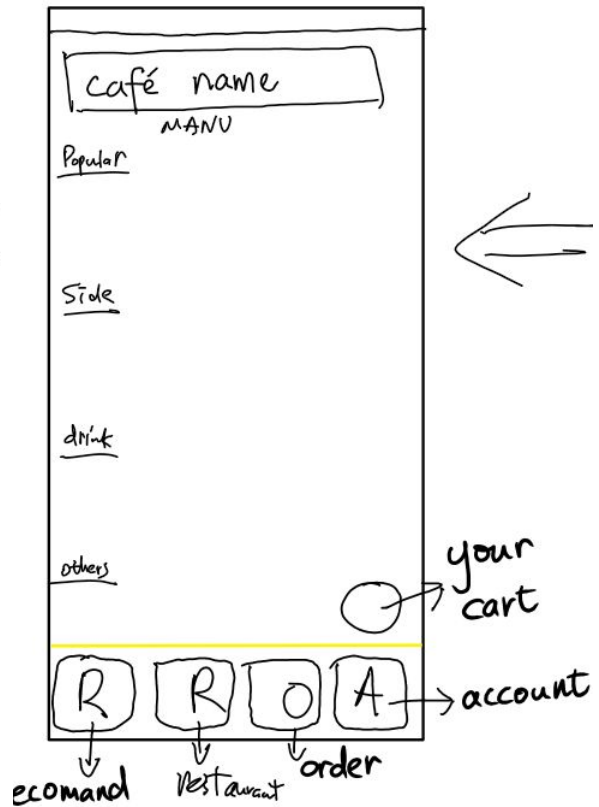 café name
MANU
Popular
Side
drink
others
your
cart
R R O A
account
ecomand restaurant order